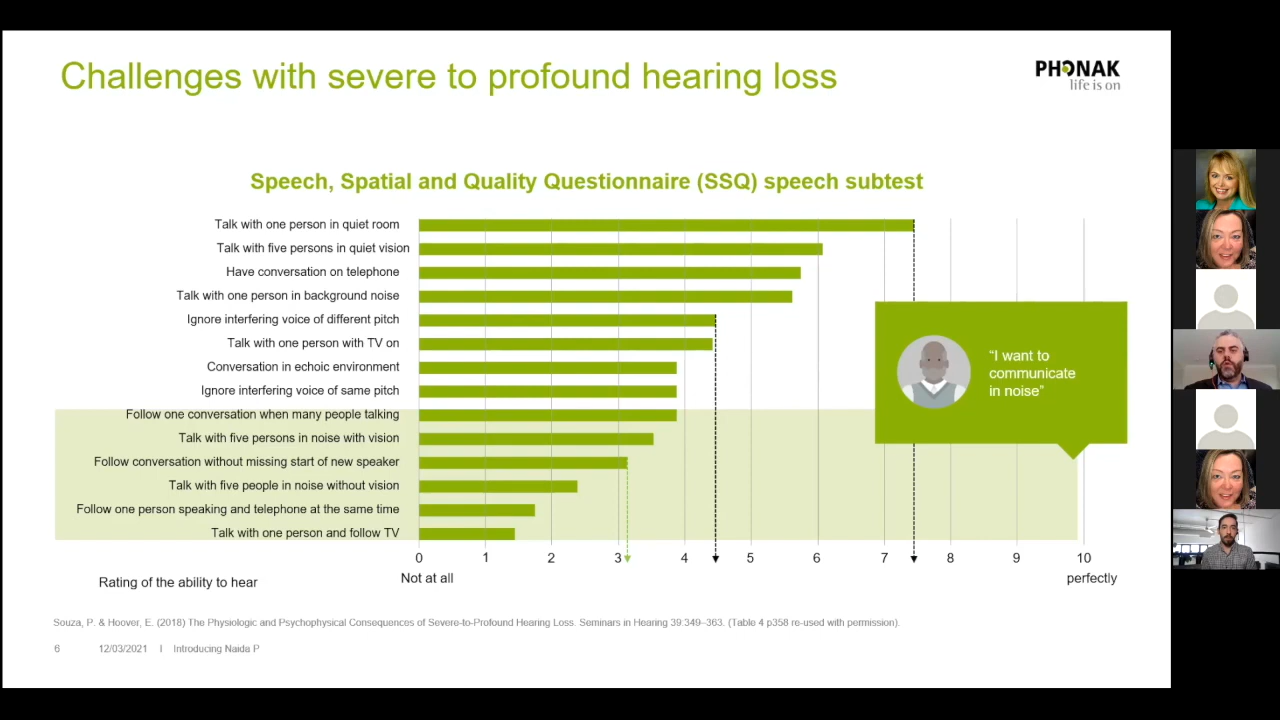 Challenges with severe to profound hearing loss
PHONAK
life is on
Speech, Spatial and Quality Questionnaire (SSQ) speech subtest
Talk with one person in quiet room
Talk with five persons in quiet vision
Have conversation on telephone
Talk with one person in background noise
Ignore interfering voice of different pitch
Talk with one person with TV on
Conversation in echoic environment
Ignore interfering voice of same pitch
Follow one conversation when many people talking
Talk with five persons in noise with vision
Follow conversation without missing start of new speaker
Talk with five people in noise without vision
Follow one person speaking and telephone at the same time
Talk with one person and follow TV
“I want to
communicate
in noise”
0 1 2 3 4 5 6 7 8 9 10
Not at all perfectly
Rating of the ability to hear
Souza, P. & Hoover, E. (2018) The Physiologic and Psychophysical Consequences of Severe-to-Profound Hearing Loss. Seminars in Hearing 39:349–363. (Table 4 p358 re-used with permission).
6 12/03/2021 I Introducing Naida P